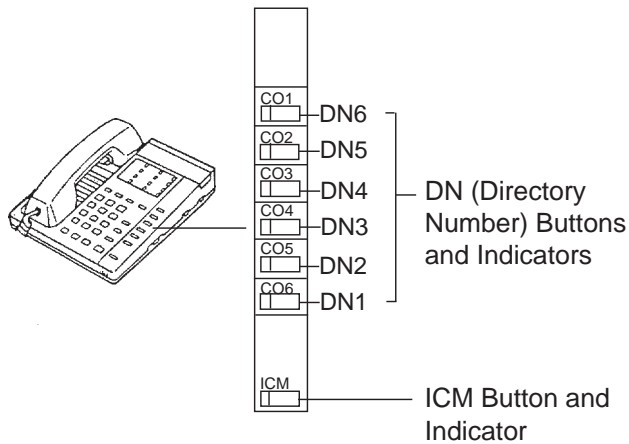 CO1
DN6
CO2
DN5
CO3
DN4
CO4
DN3
CO5
DN2
CO6
DN1
DN (Directory
Number) Buttons
and Indicators
ICM
ICM Button and
Indicator